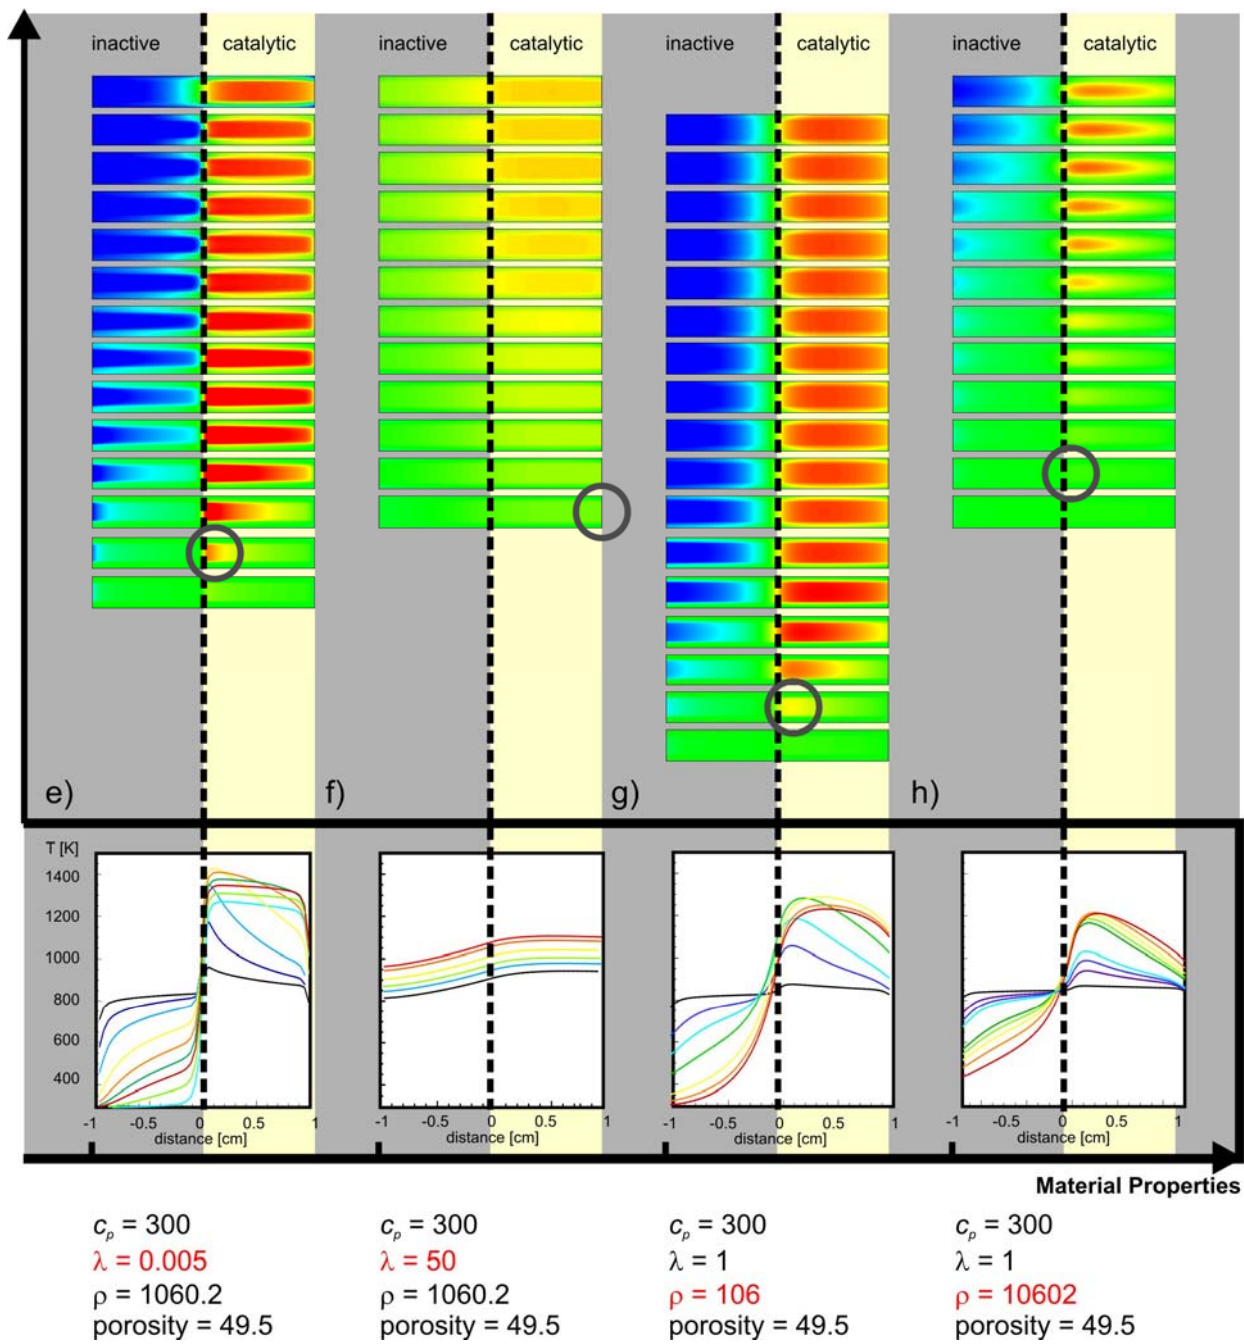 inactive catalytic inactive catalytic inactive catalytic inactive catalytic
e) f) g) h)
T [K]
1400
1200
1000
800
600
400
-1 -0.5 0 0.5 1 -1 -0.5 0 0.5 1 -1 -0.5 0 0.5 1 -1 -0.5 0 0.5 1
distance [cm] distance [cm] distance [cm] distance [cm]
Material Properties
cₚ = 300 cₚ = 300 cₚ = 300 cₚ = 300
λ = 0.005 λ = 50 λ = 1 λ = 1
ρ = 1060.2 ρ = 1060.2 ρ = 106 ρ = 10602
porosity = 49.5 porosity = 49.5 porosity = 49.5 porosity = 49.5